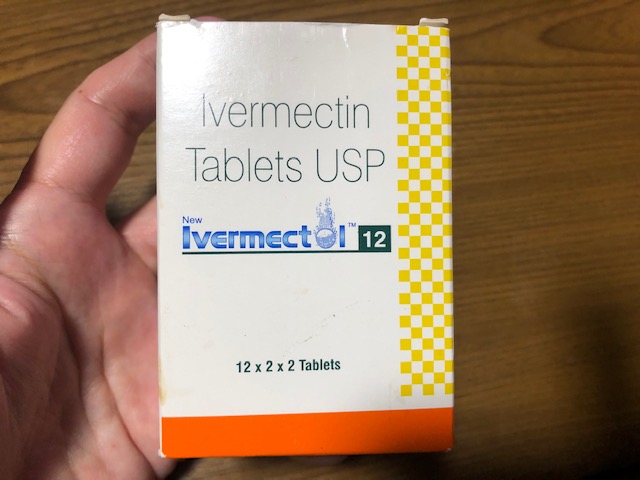 Ivermectin
Tablets USP
New
Ivermectol™ 12
12 x 2 x 2 Tablets